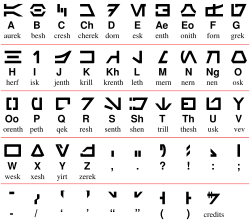 A B C Ch D E Ae Eo F G
aurek besh cresh cherek dorn esk enth onith forn grek
H I J K Kh L M N Ng O
herf isk jenth krill krenth leth mern nern nen osk
Oo P Q R S Sh T Th U V
orenth peth qek resh senth shen trill thesh usk vev
W X Y Z , . ? ! : ;
wesk xesh yirt zerek
- / ‘ ’ “ ” ( ) credits